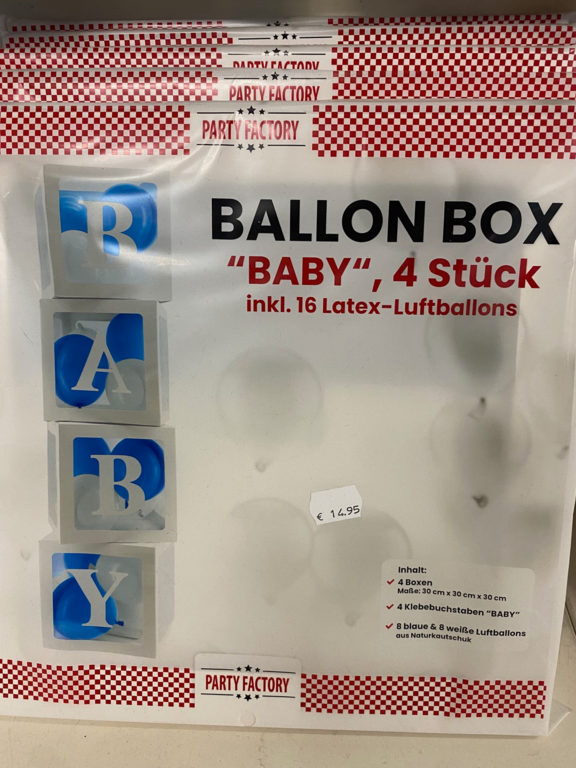 PARTY FACTORY
PARTY FACTORY
PARTY FACTORY
BALLON BOX
“BABY“, 4 Stück
inkl. 16 Latex-Luftballons
B
A
B
Y
€ 14.95
Inhalt:
4 Boxen
Maße: 30 cm x 30 cm x 30 cm
4 Klebebuchstaben “BABY”
8 blaue & 8 weiße Luftballons
aus Naturkautschuk
PARTY FACTORY